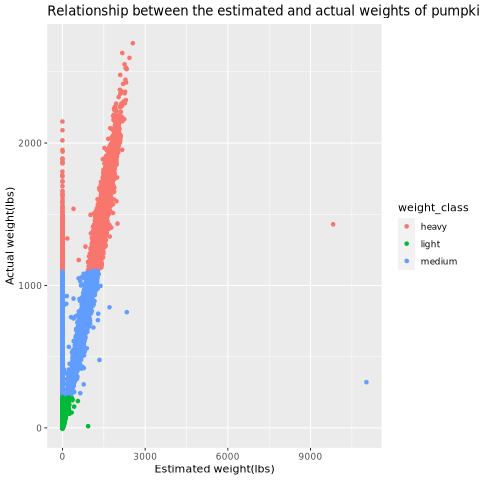 Relationship between the estimated and actual weights of pumpki
2000
1000
0
Actual weight(lbs)
0 3000 6000 9000
Estimated weight(lbs)
weight_class
heavy
light
medium